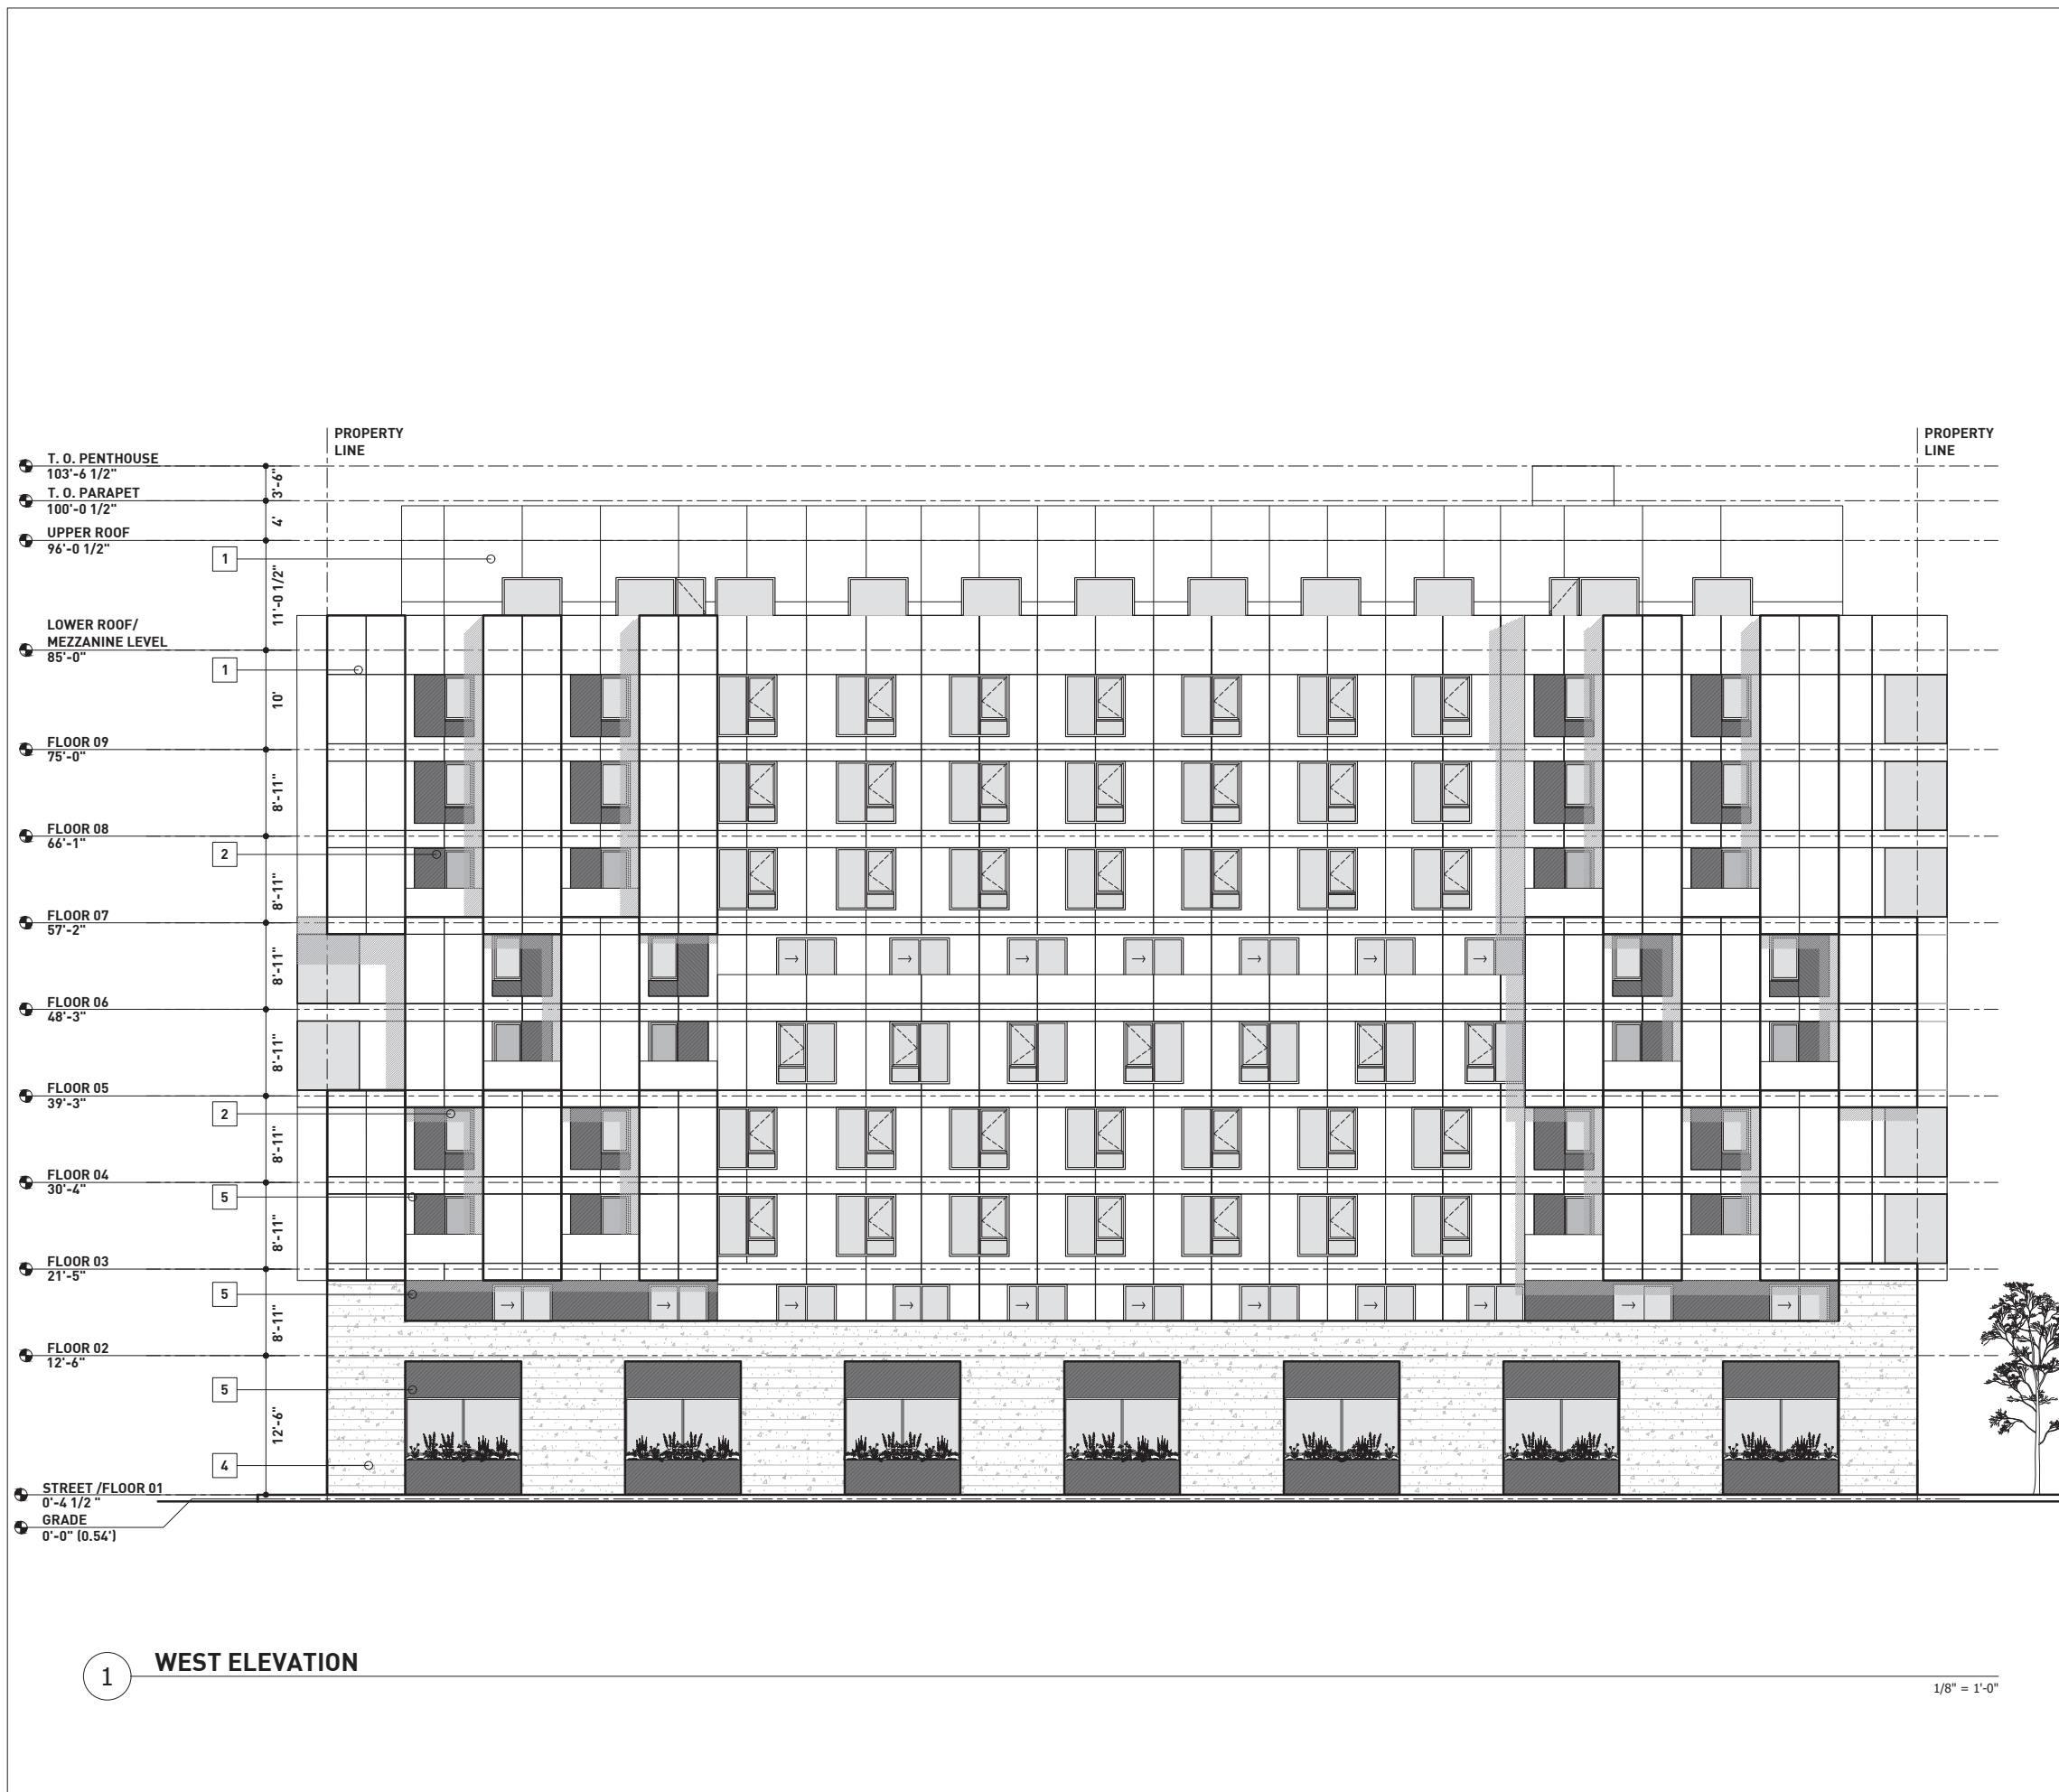 PROPERTY
LINE
PROPERTY
LINE
T. O. PENTHOUSE
103'-6 1/2"
3'-6"
T. O. PARAPET
100'-0 1/2"
4'
UPPER ROOF
96'-0 1/2"
1
11'-0 1/2"
LOWER ROOF/
MEZZANINE LEVEL
85'-0"
1
10'
FLOOR 09
75'-0"
8'-11"
FLOOR 08
66'-1"
2
8'-11"
FLOOR 07
57'-2"
8'-11"
FLOOR 06
48'-3"
8'-11"
FLOOR 05
39'-3"
2
8'-11"
FLOOR 04
30'-4"
5
8'-11"
FLOOR 03
21'-5"
5
8'-11"
FLOOR 02
12'-6"
5
12'-6"
4
STREET /FLOOR 01
0'-4 1/2 "
GRADE
0'-0" (0.54')
1
WEST ELEVATION
1/8" = 1'-0"